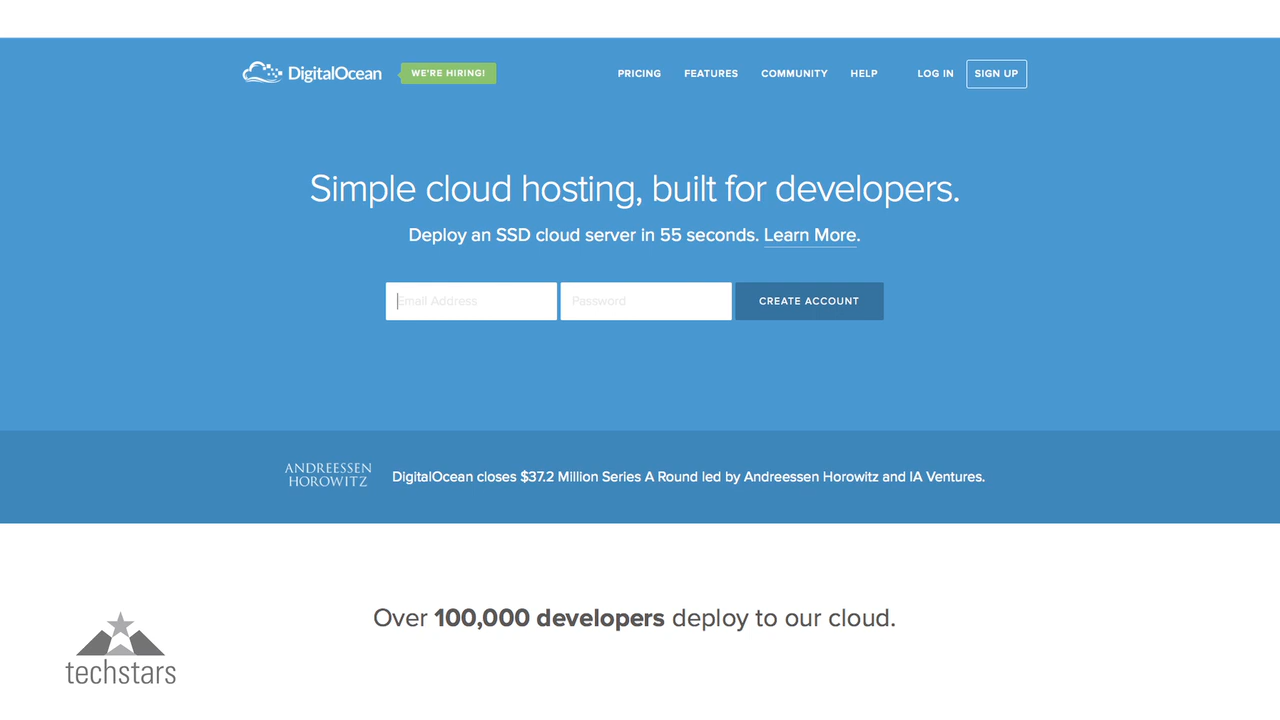 DigitalOcean
WE'RE HIRING!
PRICING FEATURES COMMUNITY HELP LOG IN SIGN UP
Simple cloud hosting, built for developers.
Deploy an SSD cloud server in 55 seconds. Learn More.
Email Address Password CREATE ACCOUNT
ANDREESSEN
HOROWITZ
DigitalOcean closes $37.2 Million Series A Round led by Andreessen Horowitz and IA Ventures.
Over 100,000 developers deploy to our cloud.
techstars